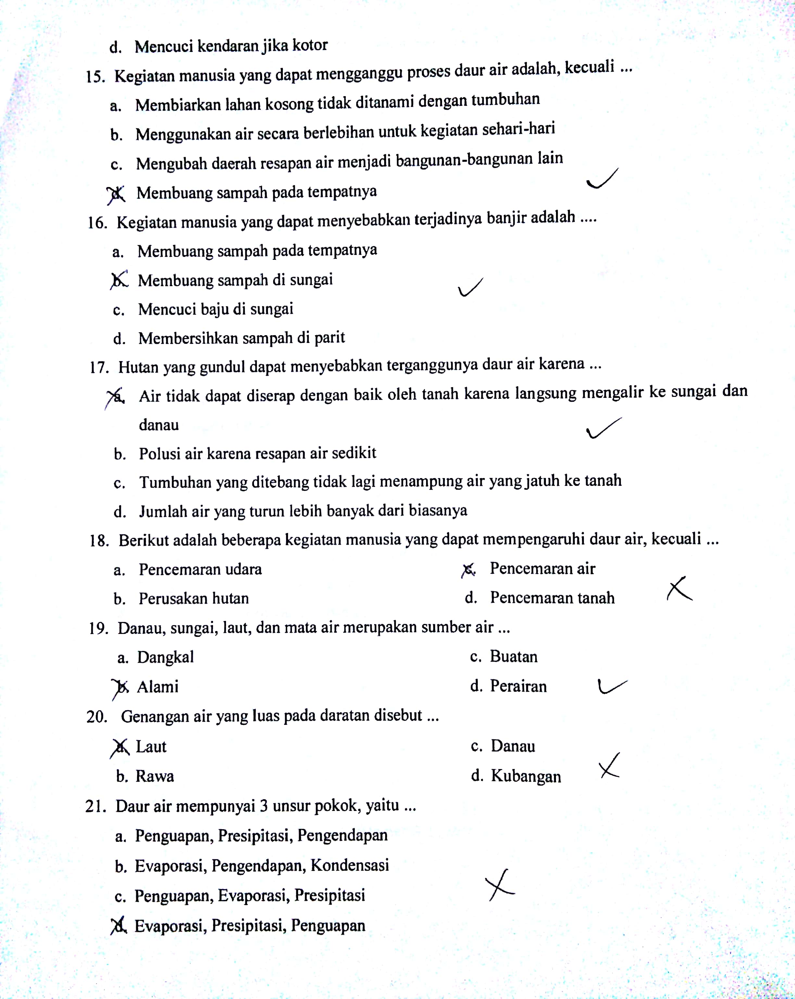 d. Mencuci kendaran jika kotor
15. Kegiatan manusia yang dapat mengganggu proses daur air adalah, kecuali ...
a. Membiarkan lahan kosong tidak ditanami dengan tumbuhan
b. Menggunakan air secara berlebihan untuk kegiatan sehari-hari
c. Mengubah daerah resapan air menjadi bangunan-bangunan lain
d. Membuang sampah pada tempatnya
16. Kegiatan manusia yang dapat menyebabkan terjadinya banjir adalah ....
a. Membuang sampah pada tempatnya
b. Membuang sampah di sungai
c. Mencuci baju di sungai
d. Membersihkan sampah di parit
17. Hutan yang gundul dapat menyebabkan terganggunya daur air karena ...
a. Air tidak dapat diserap dengan baik oleh tanah karena langsung mengalir ke sungai dan
danau
b. Polusi air karena resapan air sedikit
c. Tumbuhan yang ditebang tidak lagi menampung air yang jatuh ke tanah
d. Jumlah air yang turun lebih banyak dari biasanya
18. Berikut adalah beberapa kegiatan manusia yang dapat mempengaruhi daur air, kecuali ...
a. Pencemaran udara
c. Pencemaran air
b. Perusakan hutan
d. Pencemaran tanah
19. Danau, sungai, laut, dan mata air merupakan sumber air ...
a. Dangkal
c. Buatan
b. Alami
d. Perairan
20. Genangan air yang luas pada daratan disebut ...
a. Laut
c. Danau
b. Rawa
d. Kubangan
21. Daur air mempunyai 3 unsur pokok, yaitu ...
a. Penguapan, Presipitasi, Pengendapan
b. Evaporasi, Pengendapan, Kondensasi
c. Penguapan, Evaporasi, Presipitasi
d. Evaporasi, Presipitasi, Penguapan